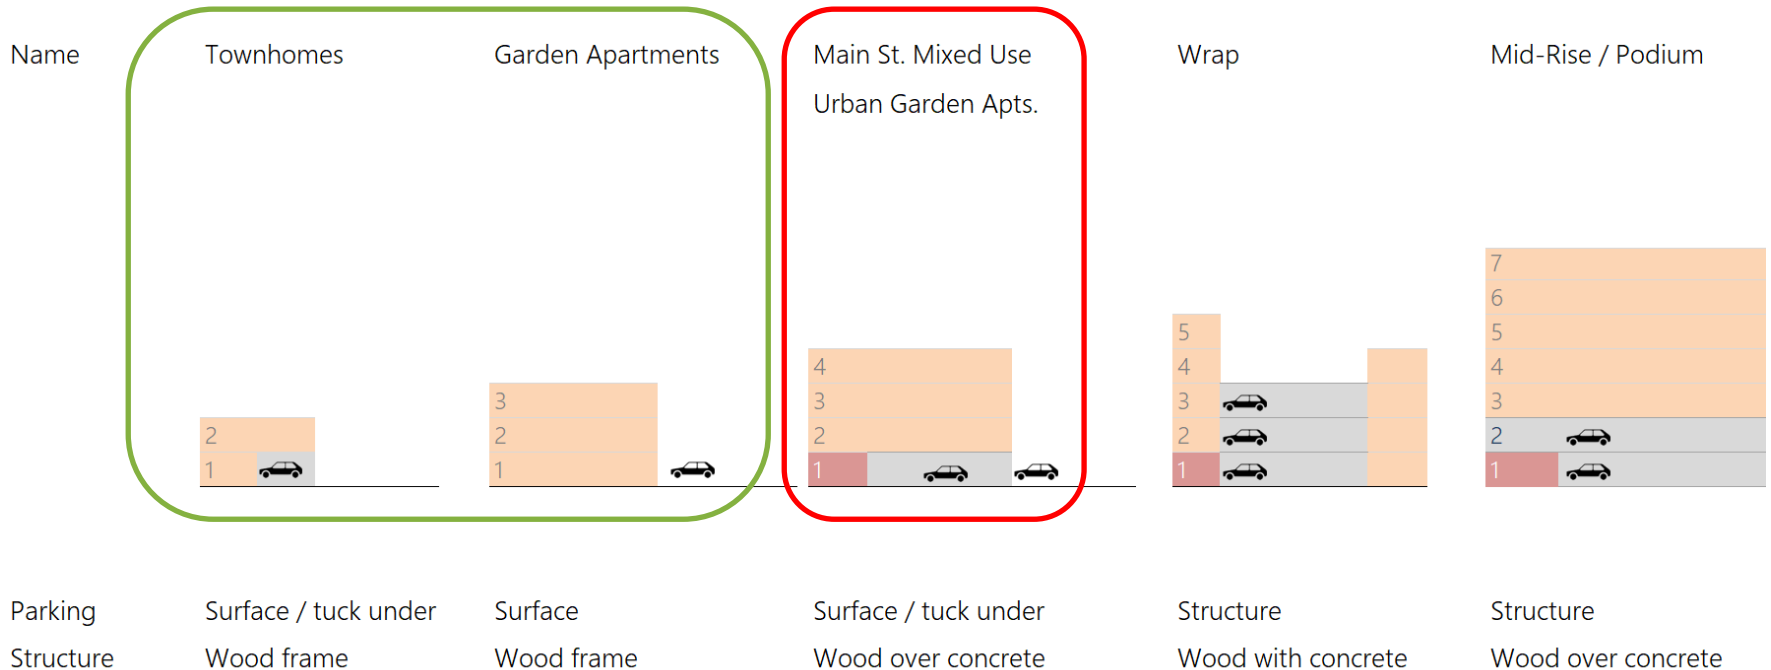 Name Townhomes Garden Apartments Main St. Mixed Use Wrap Mid-Rise / Podium
Urban Garden Apts.
7
6
5 5
4 4 4
3 3 3 3
2 2 2 2 2
1 1 1 1 1
Parking Surface / tuck under Surface Surface / tuck under Structure Structure
Structure Wood frame Wood frame Wood over concrete Wood with concrete Wood over concrete